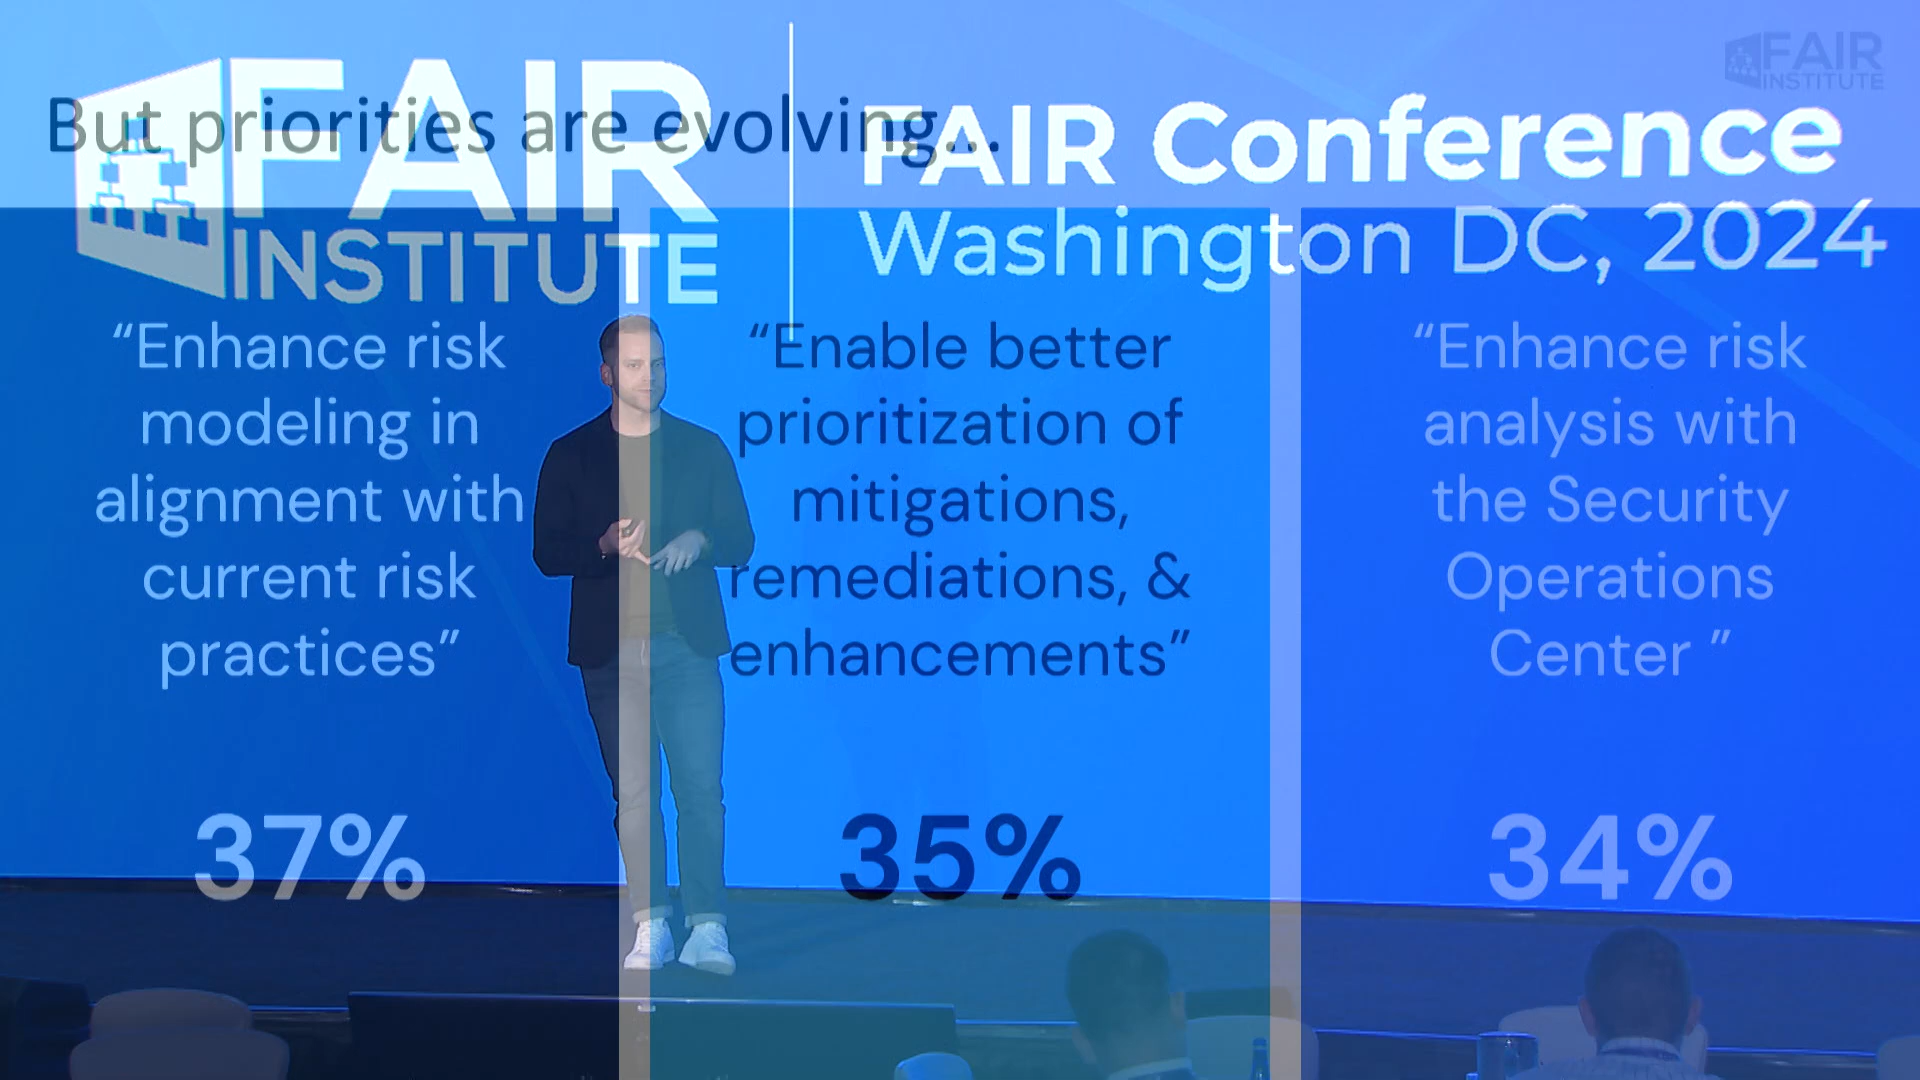 FAIR
INSTITUTE
But priorities are evolving...
FAIR
INSTITUTE
FAIR Conference
Washington DC, 2024
“Enhance risk
modeling in
alignment with
current risk
practices”
37%
“Enable better
prioritization of
mitigations,
remediations, &
enhancements”
35%
“Enhance risk
analysis with
the Security
Operations
Center ”
34%